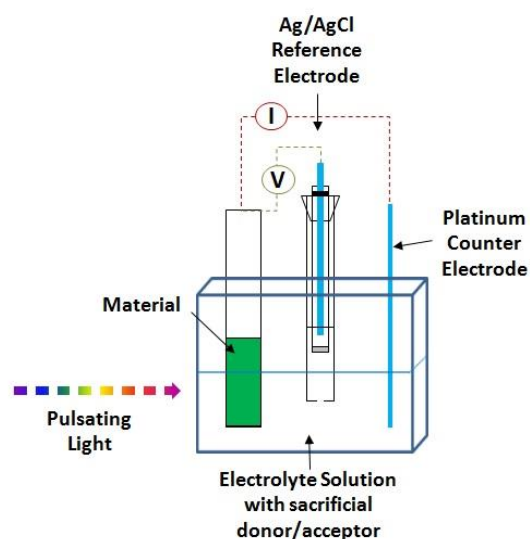 Ag/AgCl
Reference
Electrode
I
V
Platinum
Counter
Electrode
Material
Pulsating
Light
Electrolyte Solution
with sacrificial
donor/acceptor